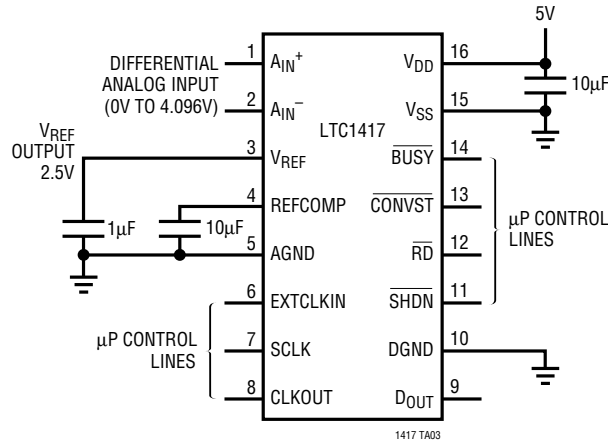 5V
1
16
DIFFERENTIAL
ANALOG INPUT
(0V TO 4.096V)
AIN+
VDD
10µF
2
15
AIN–
VSS
LTC1417
VREF
OUTPUT
2.5V
3
14
VREF
BUSY
4
13
REFCOMP
CONVST
µP CONTROL
LINES
1µF
10µF
5
12
AGND
RD
6
11
EXTCLKIN
SHDN
µP CONTROL
LINES
7
10
SCLK
DGND
8
9
CLKOUT
DOUT
1417 TA03